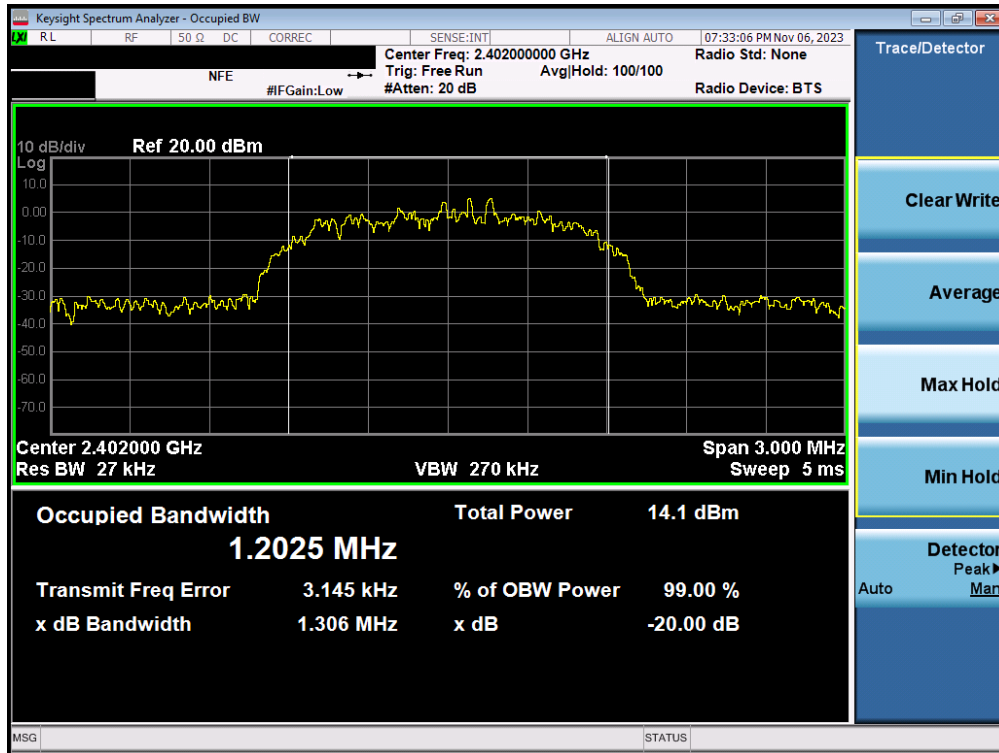 Keysight Spectrum Analyzer - Occupied BW
LXI RL RF 50 Ω DC CORREC SENSE:INT ALIGN AUTO 07:33:06 PM Nov 06, 2023
Center Freq: 2.402000000 GHz Radio Std: None
NFE Trig: Free Run Avg|Hold: 100/100
#IFGain:Low #Atten: 20 dB Radio Device: BTS
10 dB/div Ref 20.00 dBm
Log
10.0
0.00
-10.0
-20.0
-30.0
-40.0
-50.0
-60.0
-70.0
Center 2.402000 GHz Span 3.000 MHz
Res BW 27 kHz VBW 270 kHz Sweep 5 ms
Occupied Bandwidth Total Power 14.1 dBm
1.2025 MHz
Transmit Freq Error 3.145 kHz % of OBW Power 99.00 %
x dB Bandwidth 1.306 MHz x dB -20.00 dB
MSG STATUS
Trace/Detector
Clear Write
Average
Max Hold
Min Hold
Detector
Peak▶
Auto Man